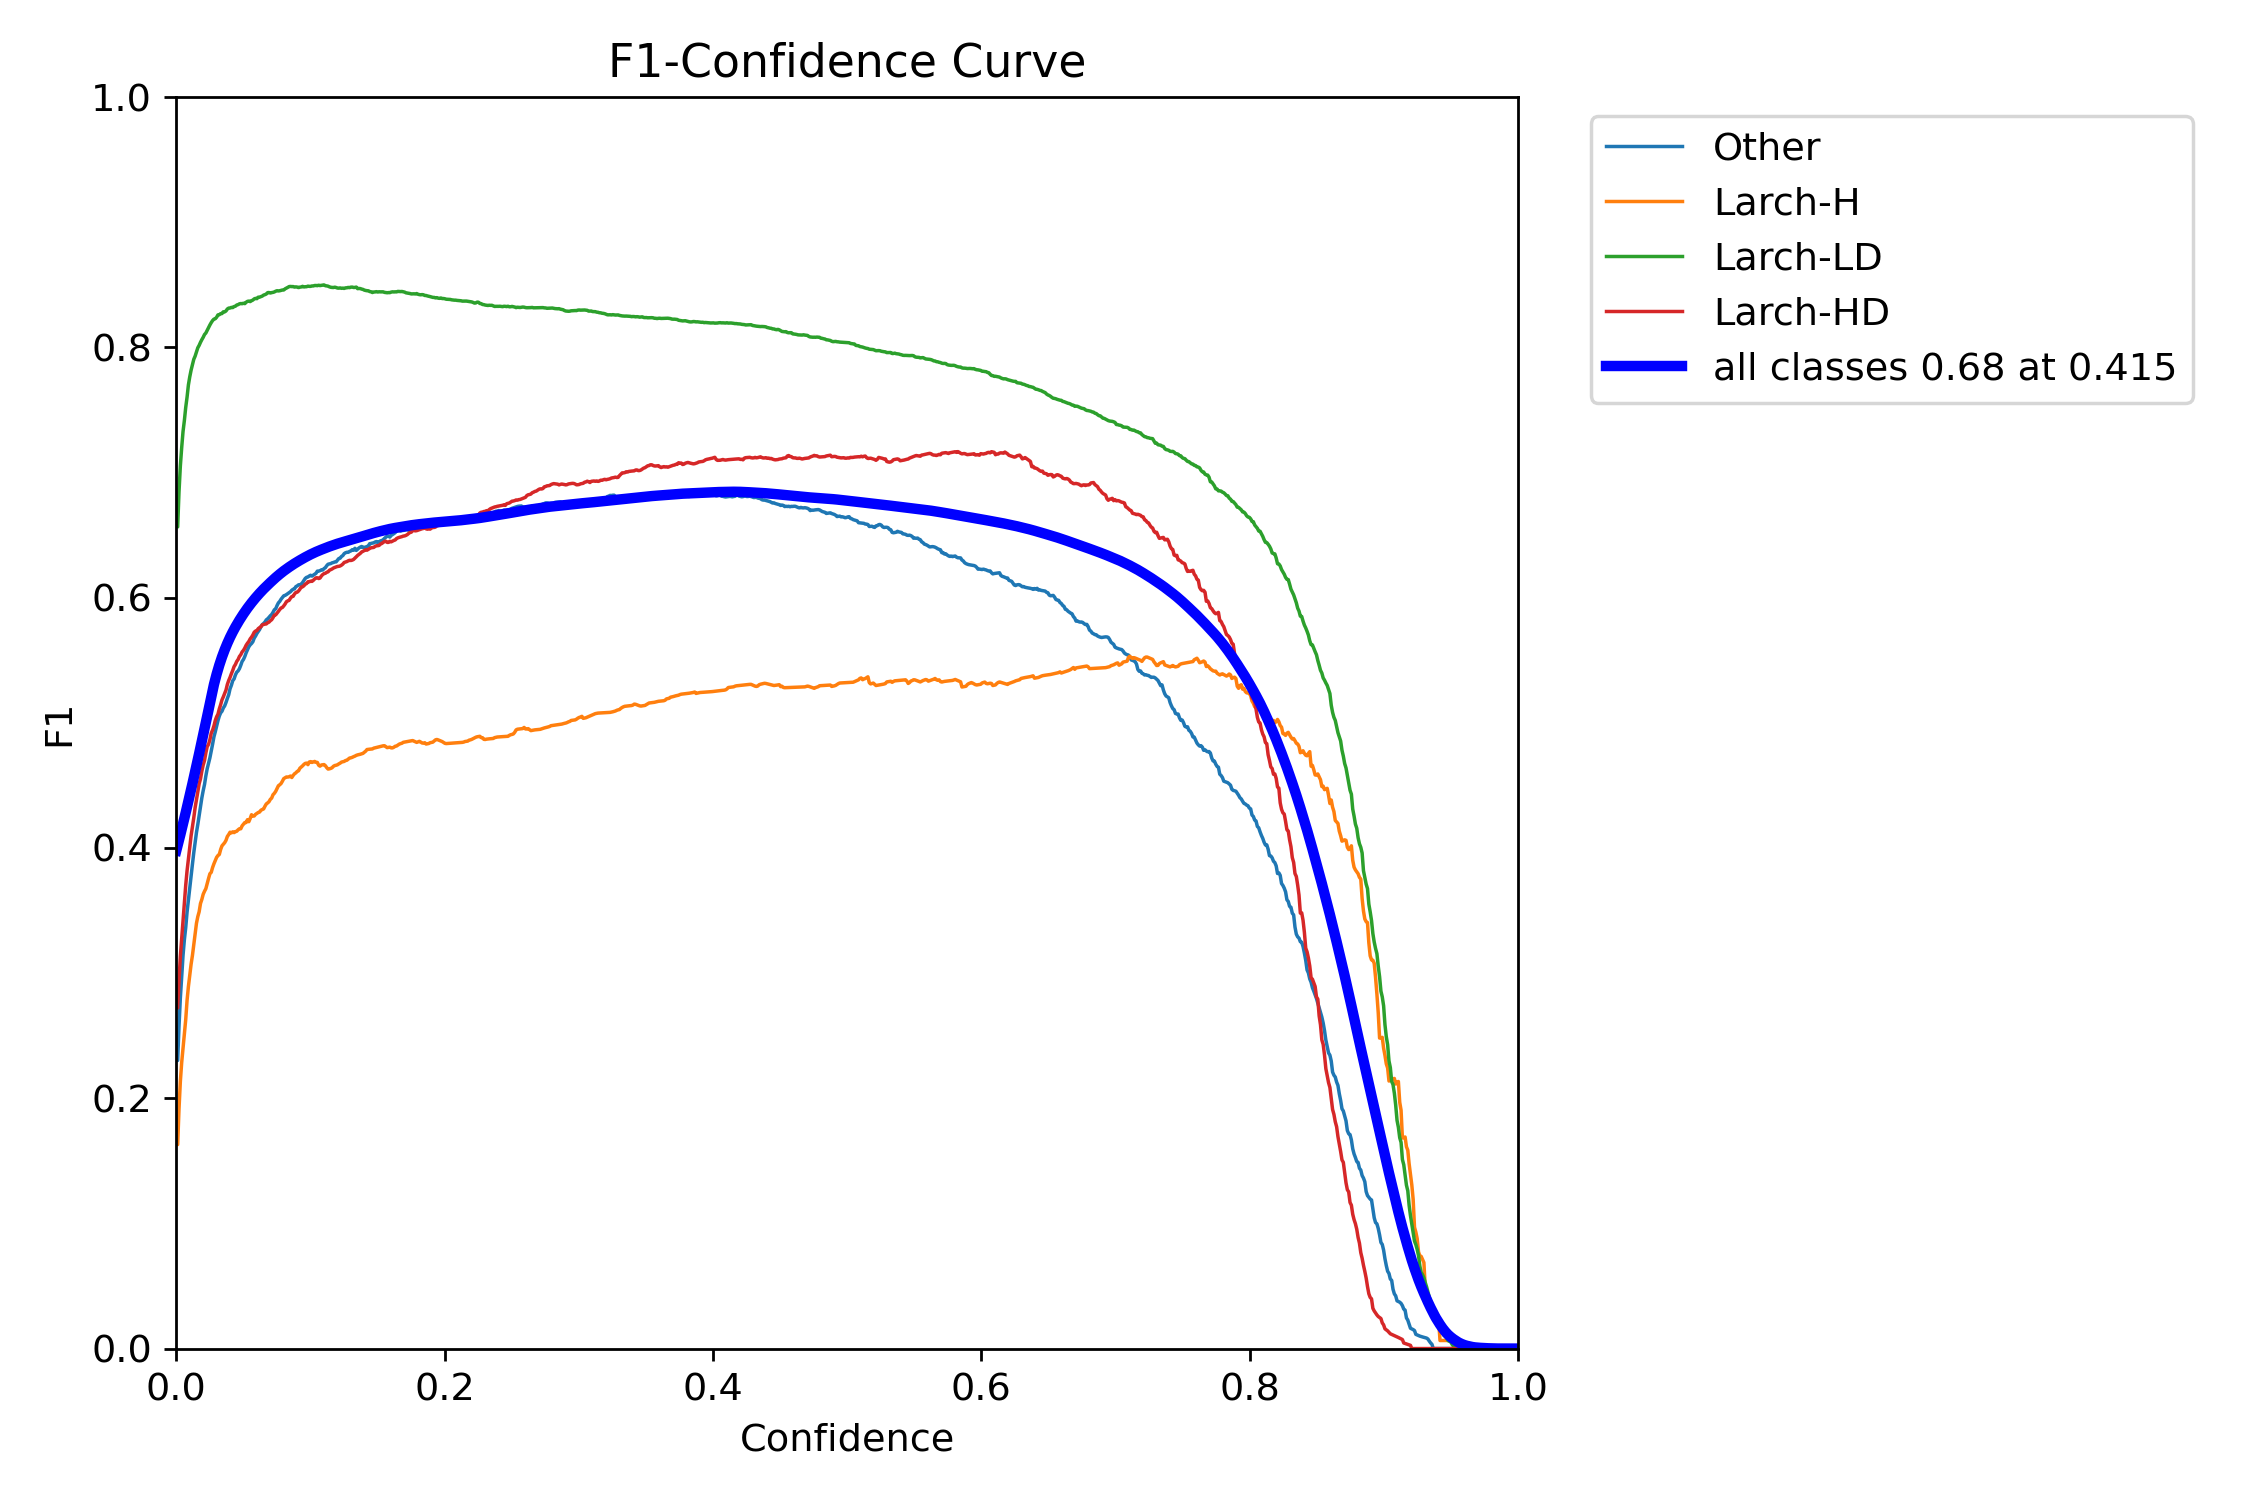 F1-Confidence Curve
1.0
0.8
0.6
0.4
0.2
0.0
F1
0.0 0.2 0.4 0.6 0.8 1.0
Confidence
Other
Larch-H
Larch-LD
Larch-HD
all classes 0.68 at 0.415